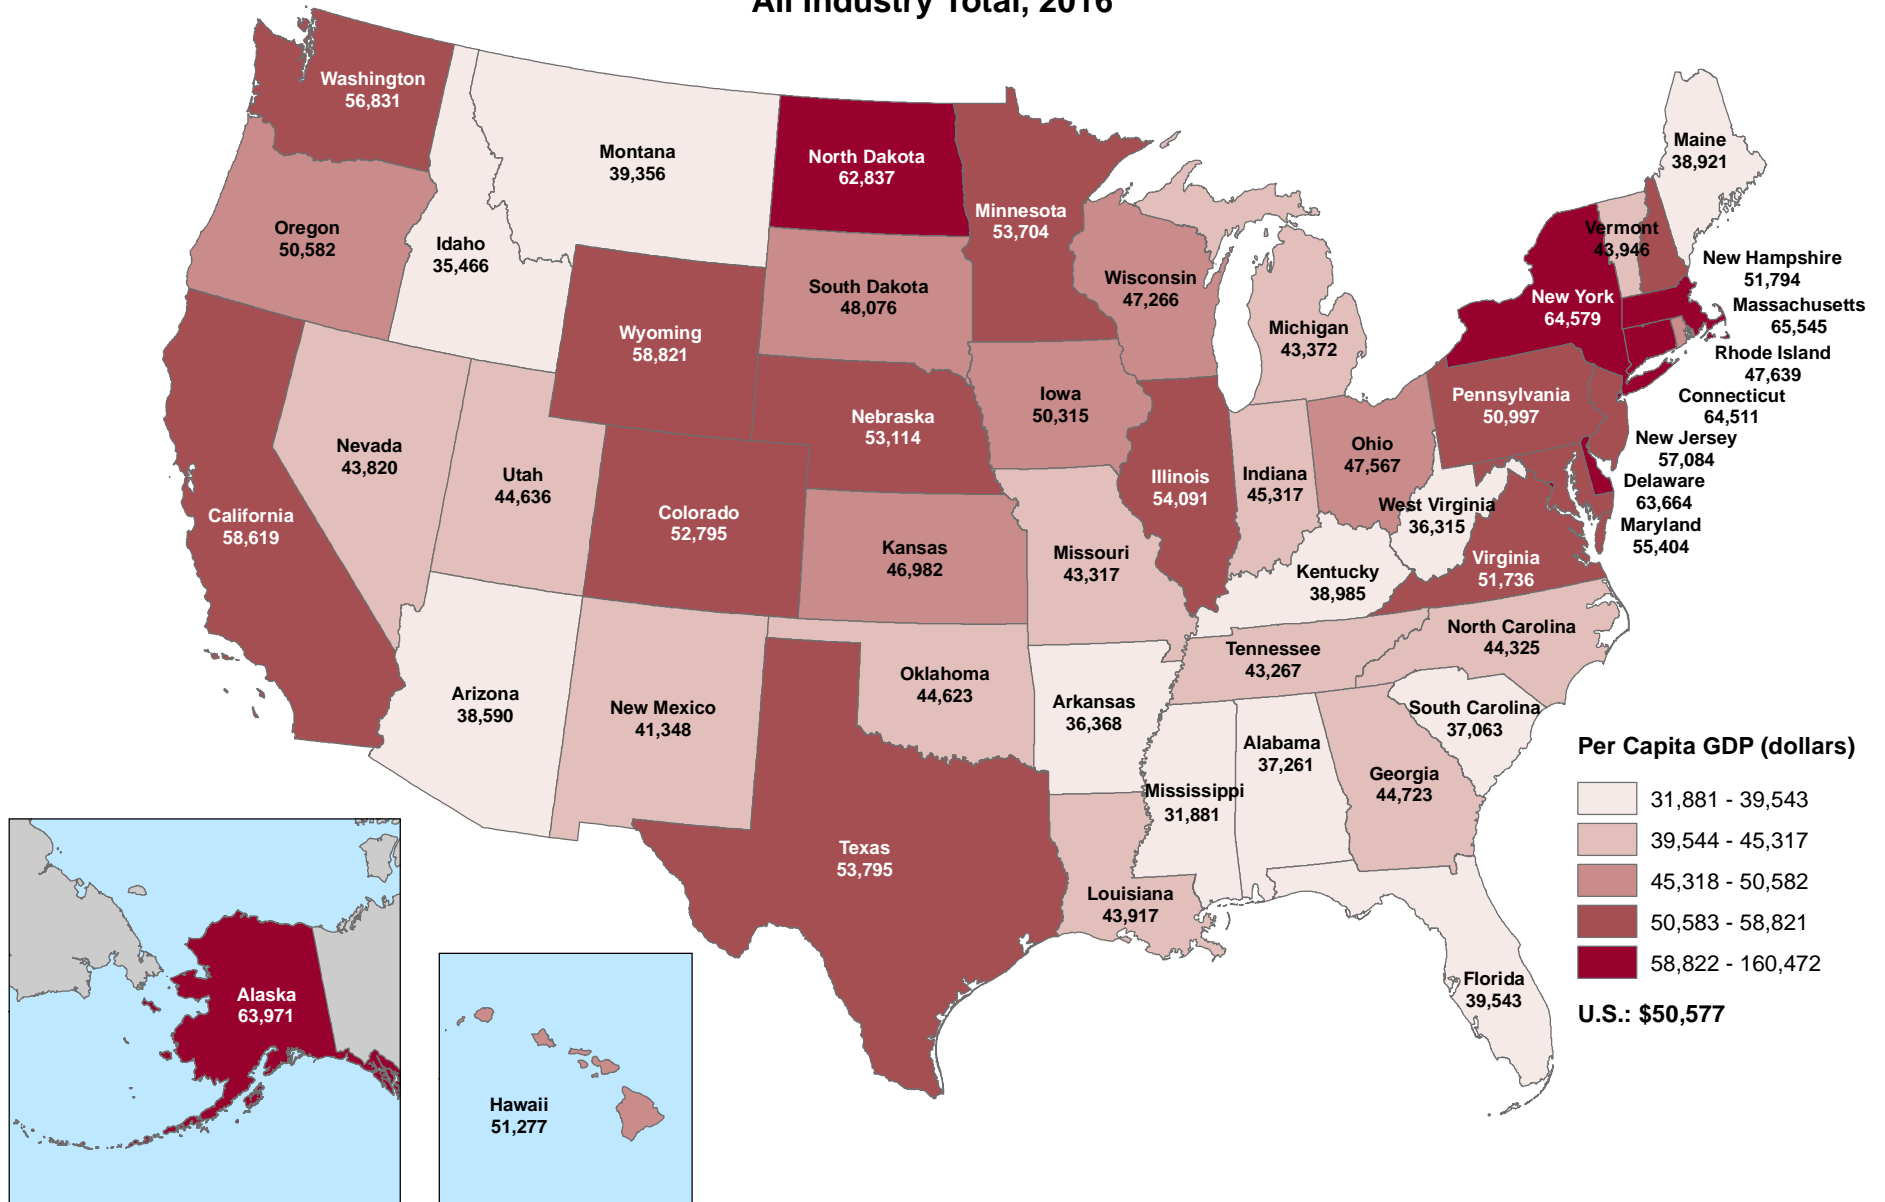 All Industry Total, 2016
Washington
56,831
Montana
39,356
North Dakota
62,837
Minnesota
53,704
Maine
38,921
Oregon
50,582
Idaho
35,466
Wyoming
58,821
South Dakota
48,076
Wisconsin
47,266
Michigan
43,372
Vermont
43,946
New Hampshire
51,794
New York
64,579
Massachusetts
65,545
Rhode Island
47,639
Connecticut
64,511
Pennsylvania
50,997
New Jersey
57,084
Delaware
63,664
Maryland
55,404
Nevada
43,820
Utah
44,636
Nebraska
53,114
Iowa
50,315
Illinois
54,091
Indiana
45,317
Ohio
47,567
West Virginia
36,315
Virginia
51,736
California
58,619
Colorado
52,795
Kansas
46,982
Missouri
43,317
Kentucky
38,985
Tennessee
43,267
North Carolina
44,325
Arizona
38,590
New Mexico
41,348
Oklahoma
44,623
Arkansas
36,368
South Carolina
37,063
Mississippi
31,881
Alabama
37,261
Georgia
44,723
Texas
53,795
Louisiana
43,917
Florida
39,543
Alaska
63,971
Hawaii
51,277
Per Capita GDP (dollars)
31,881 - 39,543
39,544 - 45,317
45,318 - 50,582
50,583 - 58,821
58,822 - 160,472
U.S.: $50,577